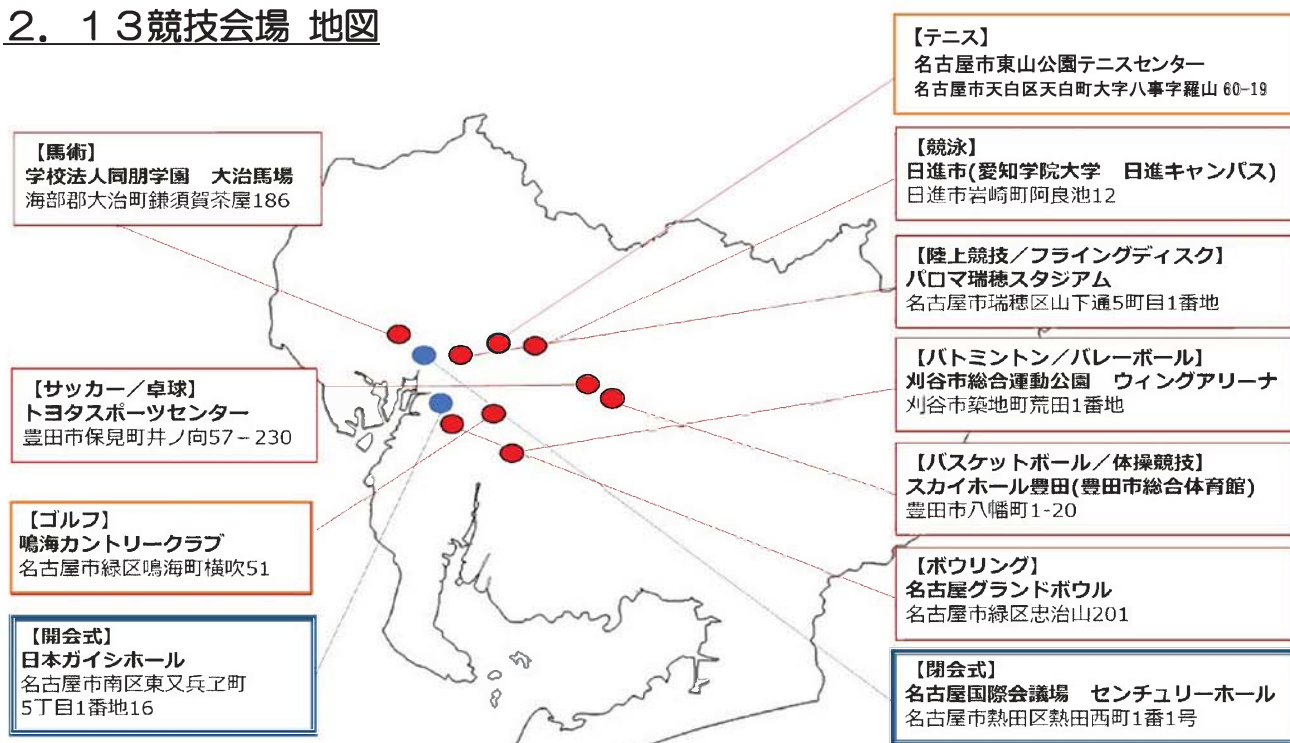 2．１３競技会場 地図
【テニス】
名古屋市東山公園テニスセンター
名古屋市天白区天白町大字八事字羅山 60-19
【馬術】
学校法人同朋学園　大治馬場
海部郡大治町鎌須賀茶屋186
【競泳】
日進市(愛知学院大学　日進キャンパス)
日進市岩崎町阿良池12
【陸上競技／フライングディスク】
パロマ瑞穂スタジアム
名古屋市瑞穂区山下通5町目1番地
【サッカー／卓球】
トヨタスポーツセンター
豊田市保見町井ノ向57－230
【バトミントン／バレーボール】
刈谷市総合運動公園　ウィングアリーナ
刈谷市築地町荒田1番地
【バスケットボール／体操競技】
スカイホール豊田(豊田市総合体育館)
豊田市八幡町1-20
【ゴルフ】
鳴海カントリークラブ
名古屋市緑区鳴海町横吹51
【ボウリング】
名古屋グランドボウル
名古屋市緑区忠治山201
【開会式】
日本ガイシホール
名古屋市南区東又兵ヱ町
5丁目1番地16
【閉会式】
名古屋国際会議場　センチュリーホール
名古屋市熱田区熱田西町1番1号